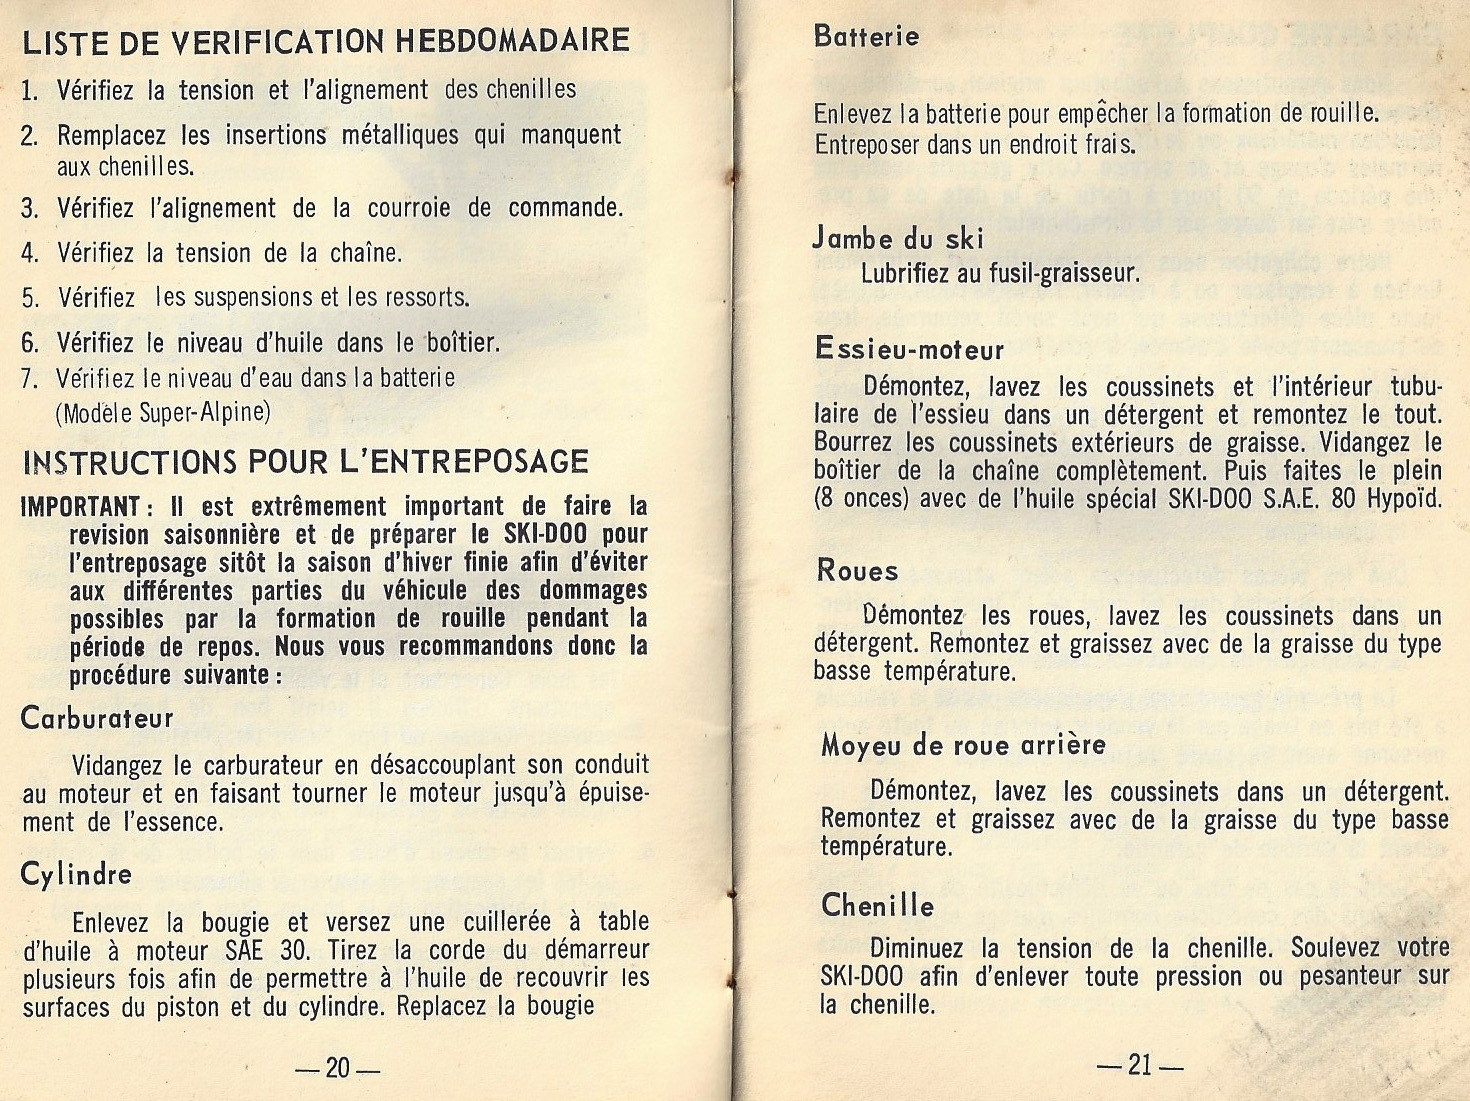 LISTE DE VERIFICATION HEBDOMADAIRE
1. Vérifiez la tension et l'alignement des chenilles
2. Remplacez les insertions métalliques qui manquent
aux chenilles.
3. Vérifiez l'alignement de la courroie de commande.
4. Vérifiez la tension de la chaîne.
5. Vérifiez les suspensions et les ressorts.
6. Vérifiez le niveau d'huile dans le boîtier.
7. Vérifiez le niveau d'eau dans la batterie
(Modèle Super-Alpine)
INSTRUCTIONS POUR L'ENTREPOSAGE
IMPORTANT : Il est extrêmement important de faire la
revision saisonnière et de préparer le SKI-DOO pour
l'entreposage sitôt la saison d'hiver finie afin d'éviter
aux différentes parties du véhicule des dommages
possibles par la formation de rouille pendant la
période de repos. Nous vous recommandons donc la
procédure suivante :
Carburateur
Vidangez le carburateur en désaccouplant son conduit
au moteur et en faisant tourner le moteur jusqu'à épuise-
ment de l'essence.
Cylindre
Enlevez la bougie et versez une cuillerée à table
d'huile à moteur SAE 30. Tirez la corde du démarreur
plusieurs fois afin de permettre à l'huile de recouvrir les
surfaces du piston et du cylindre. Replacez la bougie
— 20 —
Batterie
Enlevez la batterie pour empêcher la formation de rouille.
Entreposer dans un endroit frais.
Jambe du ski
Lubrifiez au fusil-graisseur.
Essieu-moteur
Démontez, lavez les coussinets et l'intérieur tubu-
laire de l'essieu dans un détergent et remontez le tout.
Bourrez les coussinets extérieurs de graisse. Vidangez le
boîtier de la chaîne complètement. Puis faites le plein
(8 onces) avec de l'huile spécial SKI-DOO S.A.E. 80 Hypoïd.
Roues
Démontez les roues, lavez les coussinets dans un
détergent. Remontez et graissez avec de la graisse du type
basse température.
Moyeu de roue arrière
Démontez, lavez les coussinets dans un détergent.
Remontez et graissez avec de la graisse du type basse
température.
Chenille
Diminuez la tension de la chenille. Soulevez votre
SKI-DOO afin d'enlever toute pression ou pesanteur sur
la chenille.
— 21 —